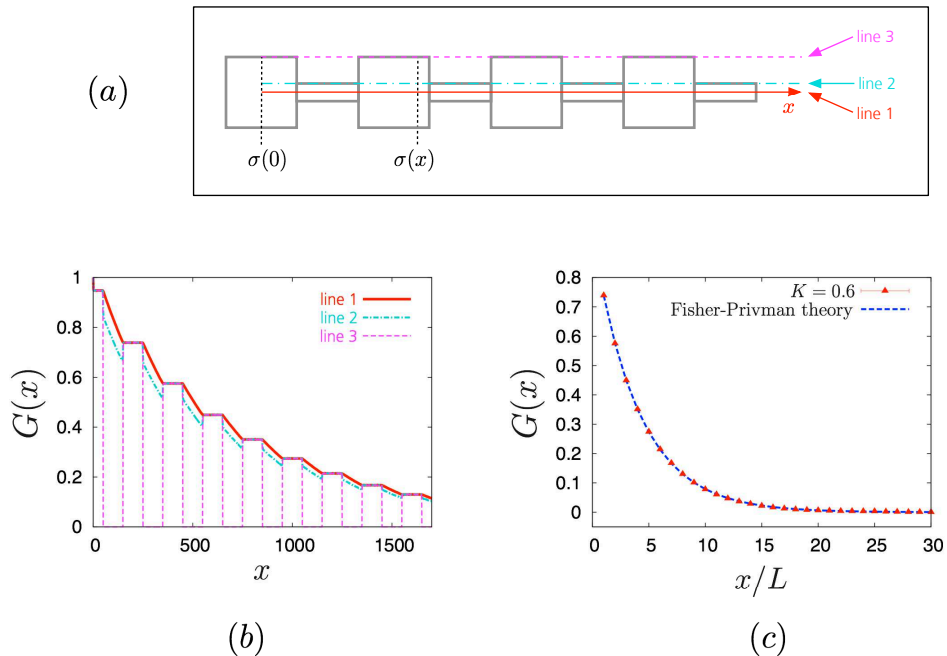 (a)
line 3
line 2
line 1
x
σ(0)
σ(x)
G(x)
1
0.8
0.6
0.4
0.2
0
0
500
1000
1500
x
line 1
line 2
line 3
(b)
G(x)
0.8
0.7
0.6
0.5
0.4
0.3
0.2
0.1
0
0
5
10
15
20
25
30
x/L
K = 0.6
Fisher-Privman theory
(c)